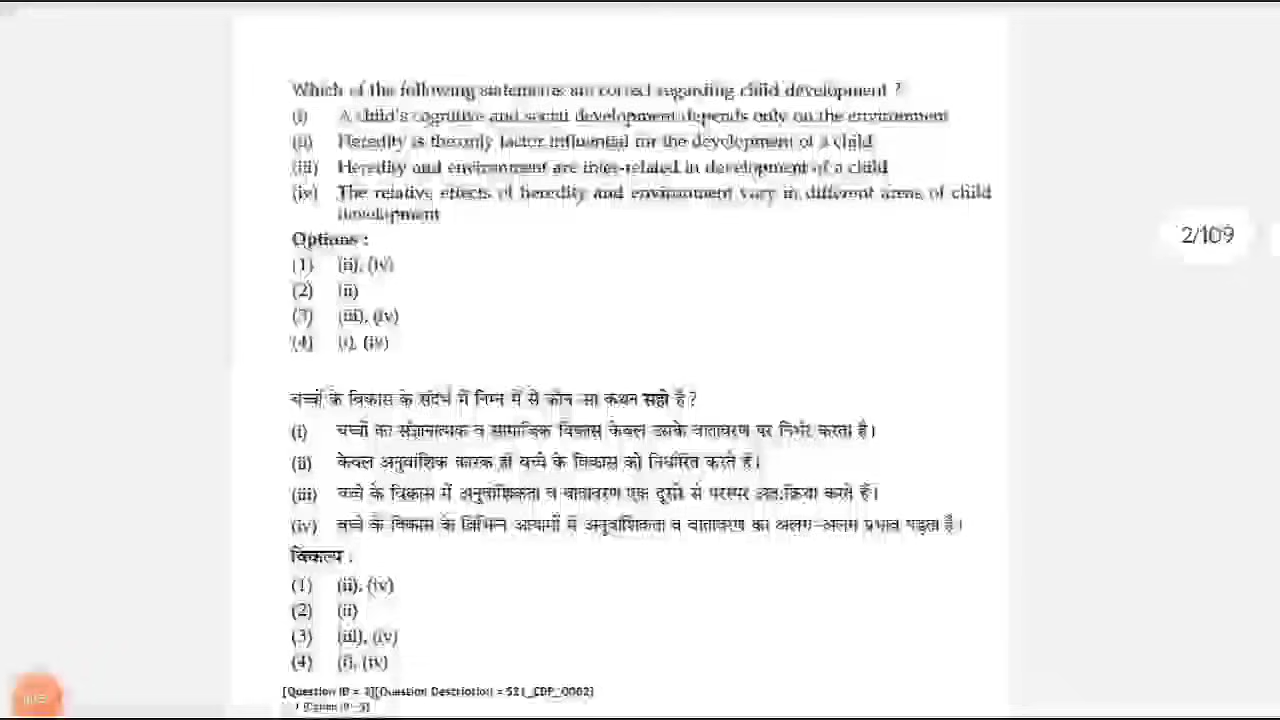 Which of the following statements are correct regarding child development ?
(i) A child's cognitive and social development depends only on the environment
(ii) Heredity is the only factor influential for the development of a child
(iii) Heredity and environment are inter-related in development of a child
(iv) The relative effects of heredity and environment vary in different areas of child
development
Options :
(1) (ii), (iv)
(2) (ii)
(3) (iii), (iv)
(4) (i), (iv)
2/109
बच्चों के विकास के संदर्भ में निम्न में से कौन सा कथन सही है ?
(i) बच्चों का संज्ञानात्मक व सामाजिक विकास केवल उसके वातावरण पर निर्भर करता है।
(ii) केवल अनुवांशिक कारक ही बच्चे के विकास को निर्धारित करते हैं।
(iii) बच्चे के विकास में अनुवांशिकता व वातावरण एक दूसरे से परस्पर अंत:क्रिया करते हैं।
(iv) बच्चे के विकास के विभिन्न आयामों में अनुवांशिकता व वातावरण का अलग-अलग प्रभाव पड़ता है।
विकल्प :
(1) (ii), (iv)
(2) (ii)
(3) (iii), (iv)
(4) (i), (iv)
[Question ID = 3][Question Description = S21_CDP_0002]